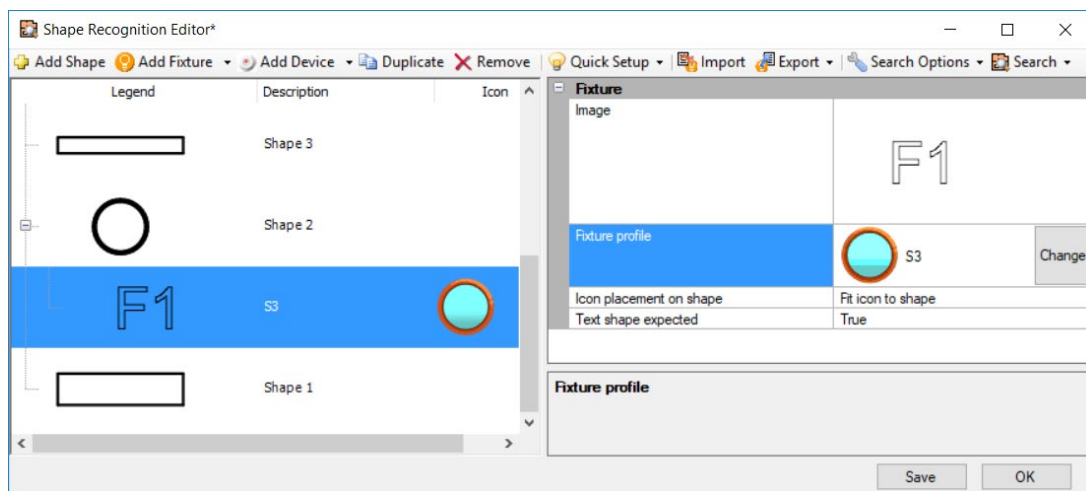 Shape Recognition Editor*
Add Shape Add Fixture Add Device Duplicate Remove Quick Setup Import Export Search Options Search
Legend Description Icon
Shape 3
Shape 2
F1 S3
Shape 1
Fixture
Image F1
Fixture profile S3 Change
Icon placement on shape Fit icon to shape
Text shape expected True
Fixture profile
Save OK